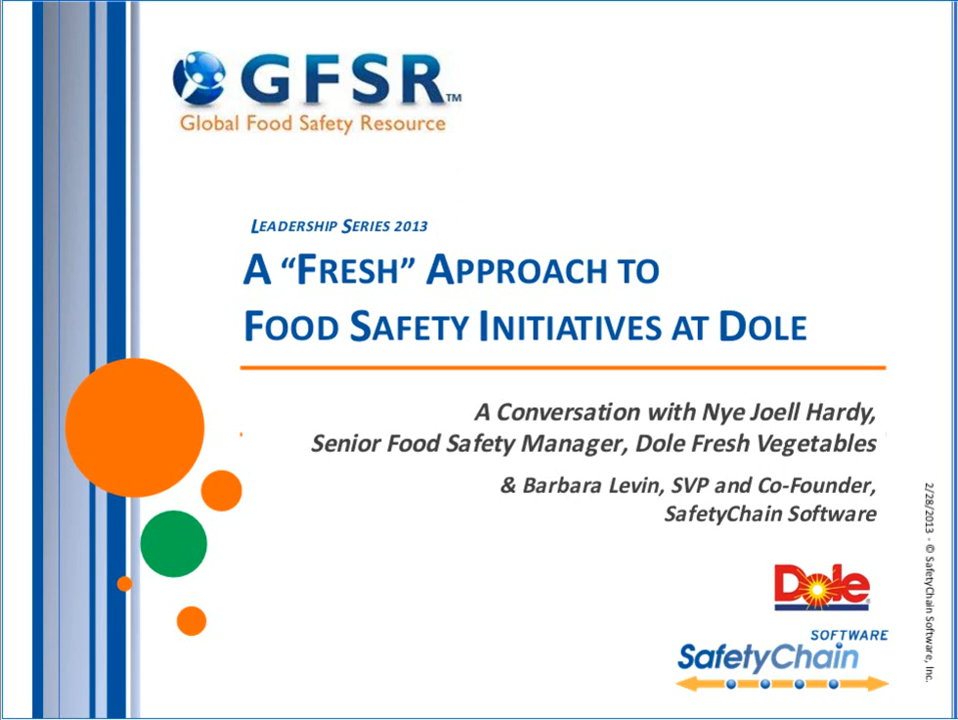 GFSR™
Global Food Safety Resource
LEADERSHIP SERIES 2013
A “FRESH” APPROACH TO
FOOD SAFETY INITIATIVES AT DOLE
A Conversation with Nye Joell Hardy,
Senior Food Safety Manager, Dole Fresh Vegetables
& Barbara Levin, SVP and Co-Founder,
SafetyChain Software
2/28/2013 - © SafetyChain Software, Inc.
Dole
SOFTWARE
SafetyChain